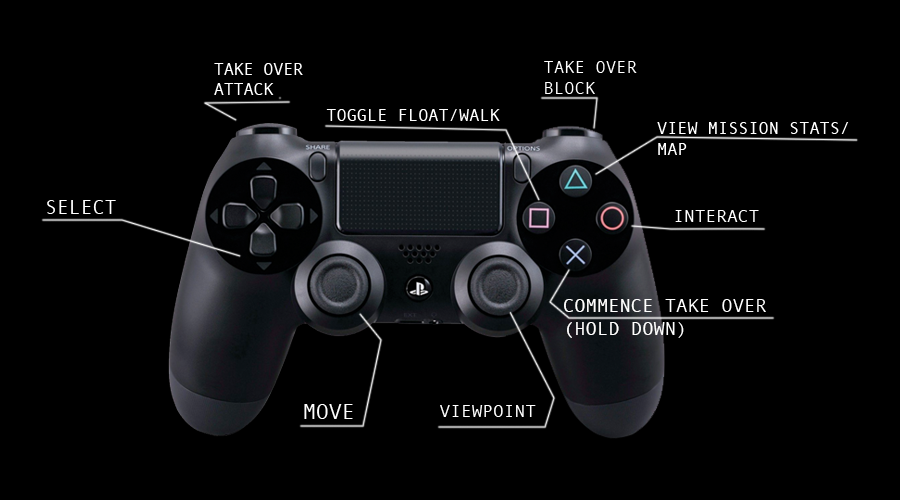 TAKE OVER
ATTACK
TAKE OVER
BLOCK
TOGGLE FLOAT/WALK
VIEW MISSION STATS/
MAP
SHARE
OPTIONS
SELECT
INTERACT
COMMENCE TAKE OVER
(HOLD DOWN)
MOVE
VIEWPOINT